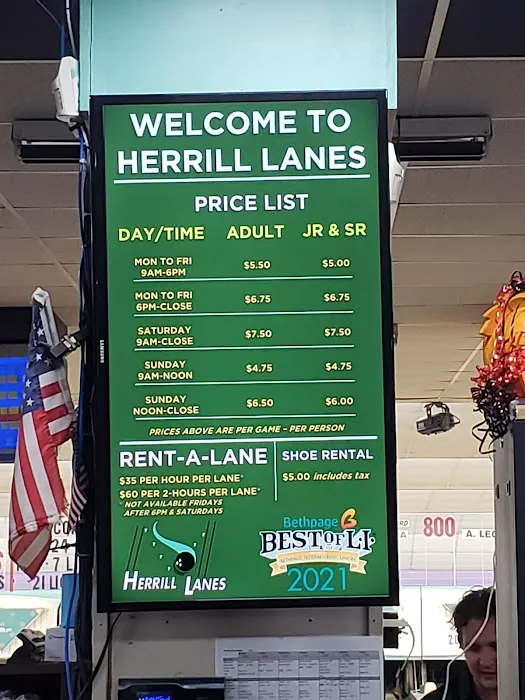 WELCOME TO
HERRILL LANES
PRICE LIST
DAY/TIME ADULT JR & SR
MON TO FRI
9AM-6PM $5.50 $5.00
MON TO FRI
6PM-CLOSE $6.75 $6.75
SATURDAY
9AM-CLOSE $7.50 $7.50
SUNDAY
9AM-NOON $4.75 $4.75
SUNDAY
NOON-CLOSE $6.50 $6.00
PRICES ABOVE ARE PER GAME – PER PERSON
RENT-A-LANE
$35 PER HOUR PER LANE*
$60 PER 2-HOURS PER LANE*
* NOT AVAILABLE FRIDAYS
AFTER 6PM & SATURDAYS
SHOE RENTAL
$5.00 includes tax
HERRILL LANES
Bethpage
BEST OF L.I.
2021
SAMSUNG
800
A. LEO